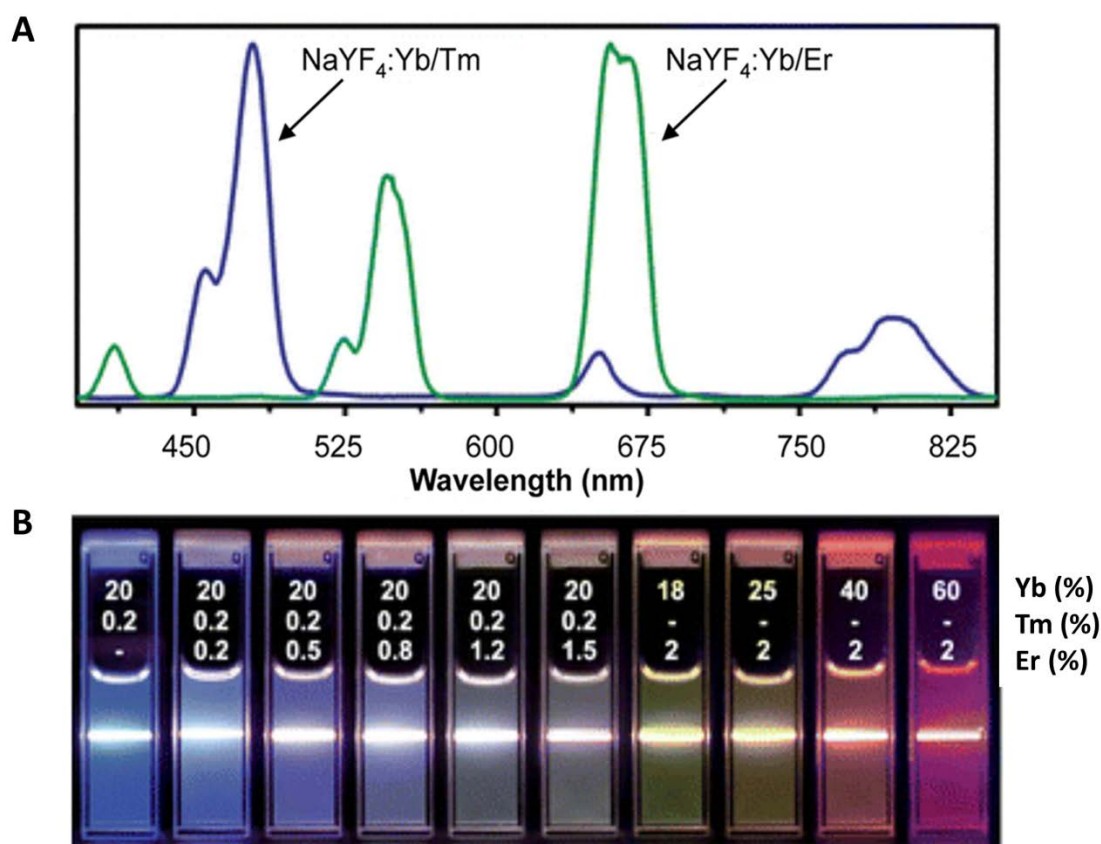 A
NaYF₄:Yb/Tm
NaYF₄:Yb/Er
450 525 600 675 750 825
Wavelength (nm)
B
Q Q Q Q Q Q Q Q Q Q
20 20 20 20 20 20 18 25 40 60 Yb (%)
0.2 0.2 0.2 0.2 0.2 0.2 - - - - Tm (%)
- 0.2 0.5 0.8 1.2 1.5 2 2 2 2 Er (%)